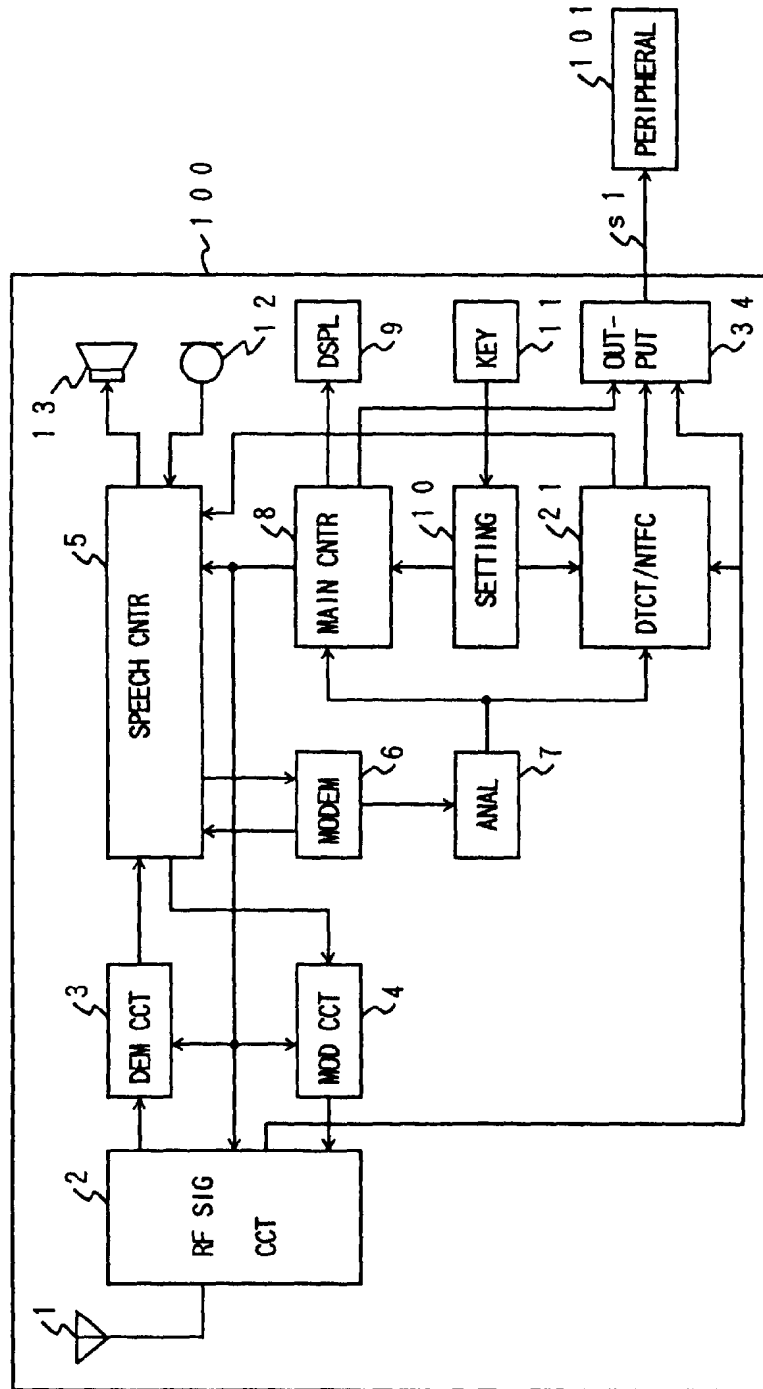 100
1
2
RF SIG
CCT
3
DEM CCT
MOD CCT
4
5
SPEECH CNTR
13
12
MODEM
6
ANAL
7
8
MAIN CNTR
DSPL
9
10
SETTING
KEY
11
21
DTCT/NTFC
OUT-
PUT
34
s1
101
PERIPHERAL